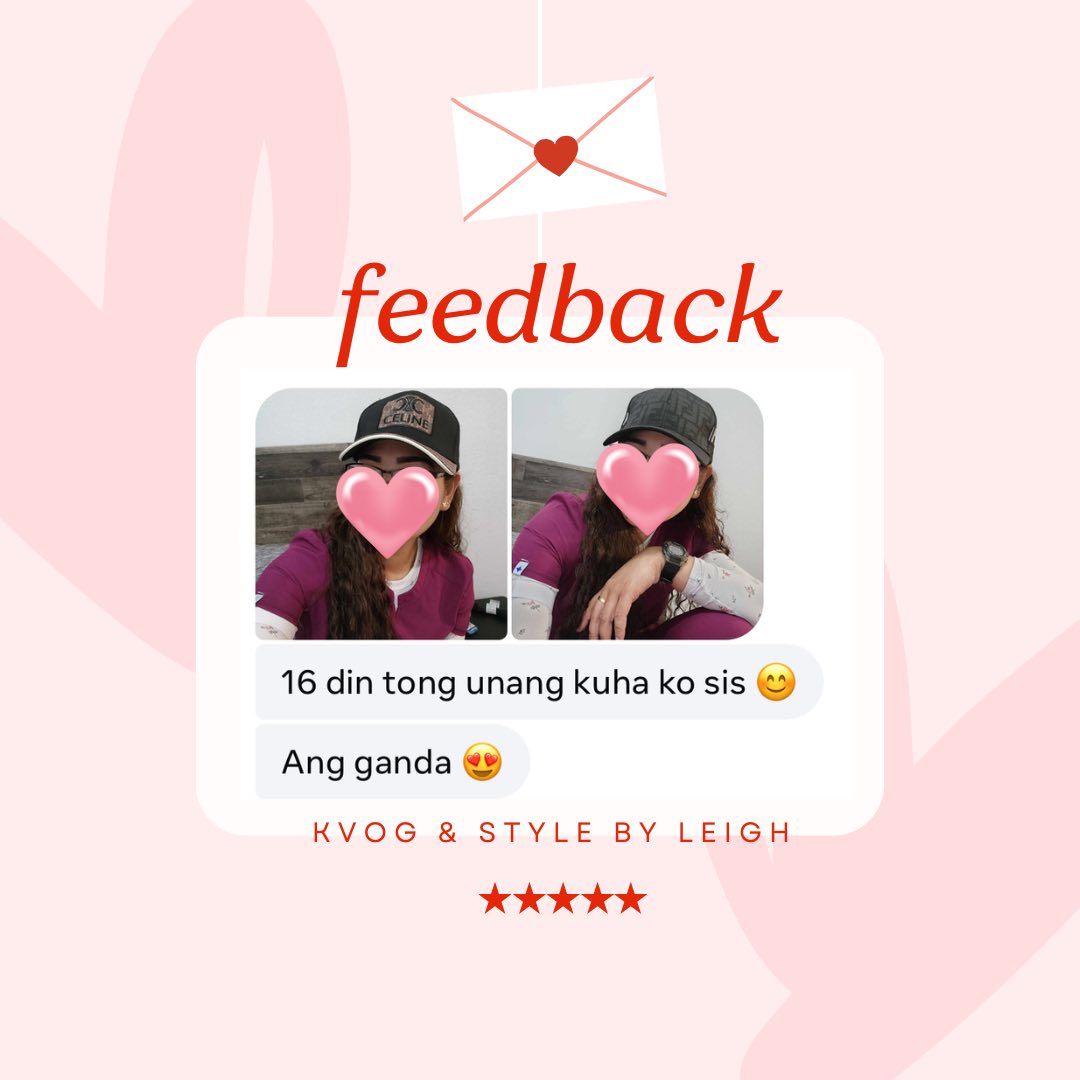 feedback
CELINE
16 din tong unang kuha ko sis 😊
Ang ganda 😍
KVOG & STYLE BY LEIGH
★★★★★